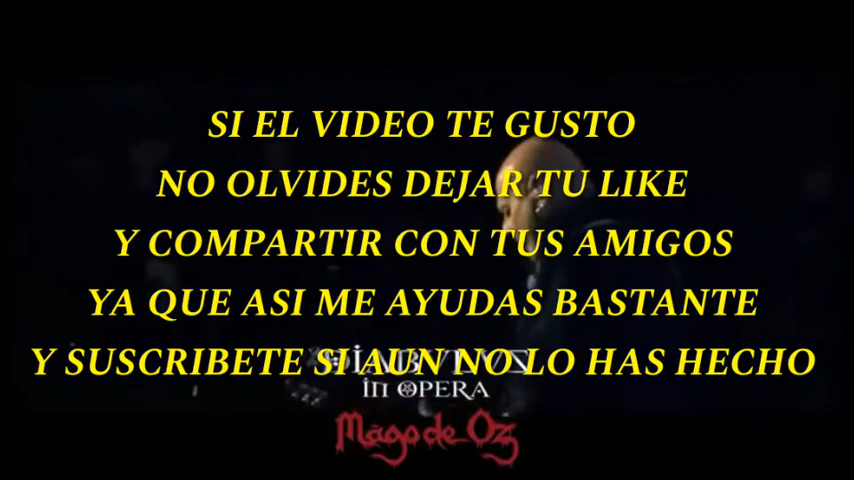 SI EL VIDEO TE GUSTO
NO OLVIDES DEJAR TU LIKE
Y COMPARTIR CON TUS AMIGOS
YA QUE ASI ME AYUDAS BASTANTE
Y SUSCRIBETE SI AUN NO LO HAS HECHO
DIABVLVS
IN OPERA
Mägo de Oz